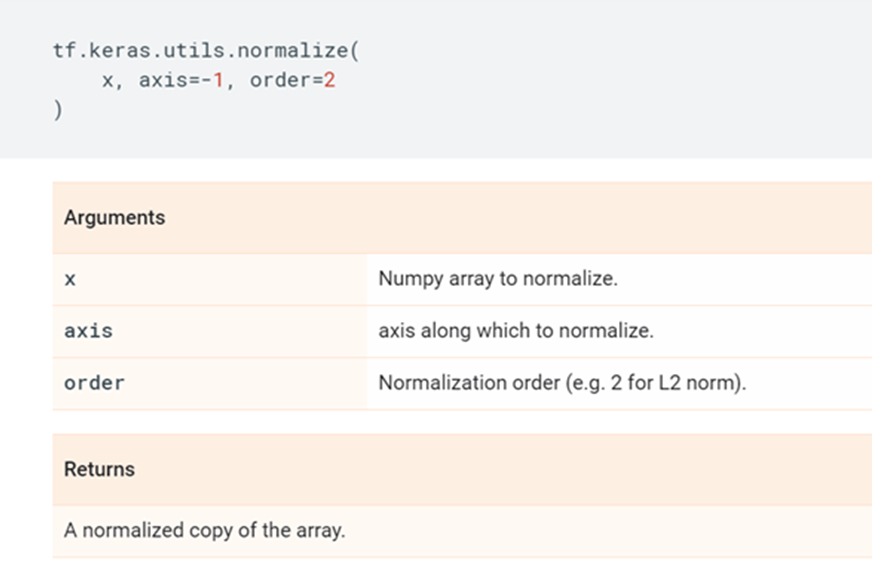 tf.keras.utils.normalize(
    x, axis=-1, order=2
)
Arguments
x Numpy array to normalize.
axis axis along which to normalize.
order Normalization order (e.g. 2 for L2 norm).
Returns
A normalized copy of the array.